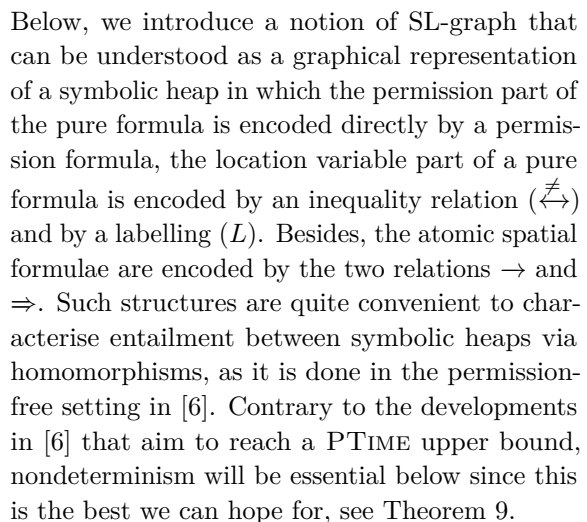 Below, we introduce a notion of SL-graph that
can be understood as a graphical representation
of a symbolic heap in which the permission part of
the pure formula is encoded directly by a permis-
sion formula, the location variable part of a pure
formula is encoded by an inequality relation (↮)
and by a labelling (L). Besides, the atomic spatial
formulae are encoded by the two relations → and
⇒. Such structures are quite convenient to char-
acterise entailment between symbolic heaps via
homomorphisms, as it is done in the permission-
free setting in [6]. Contrary to the developments
in [6] that aim to reach a PTIME upper bound,
nondeterminism will be essential below since this
is the best we can hope for, see Theorem 9.